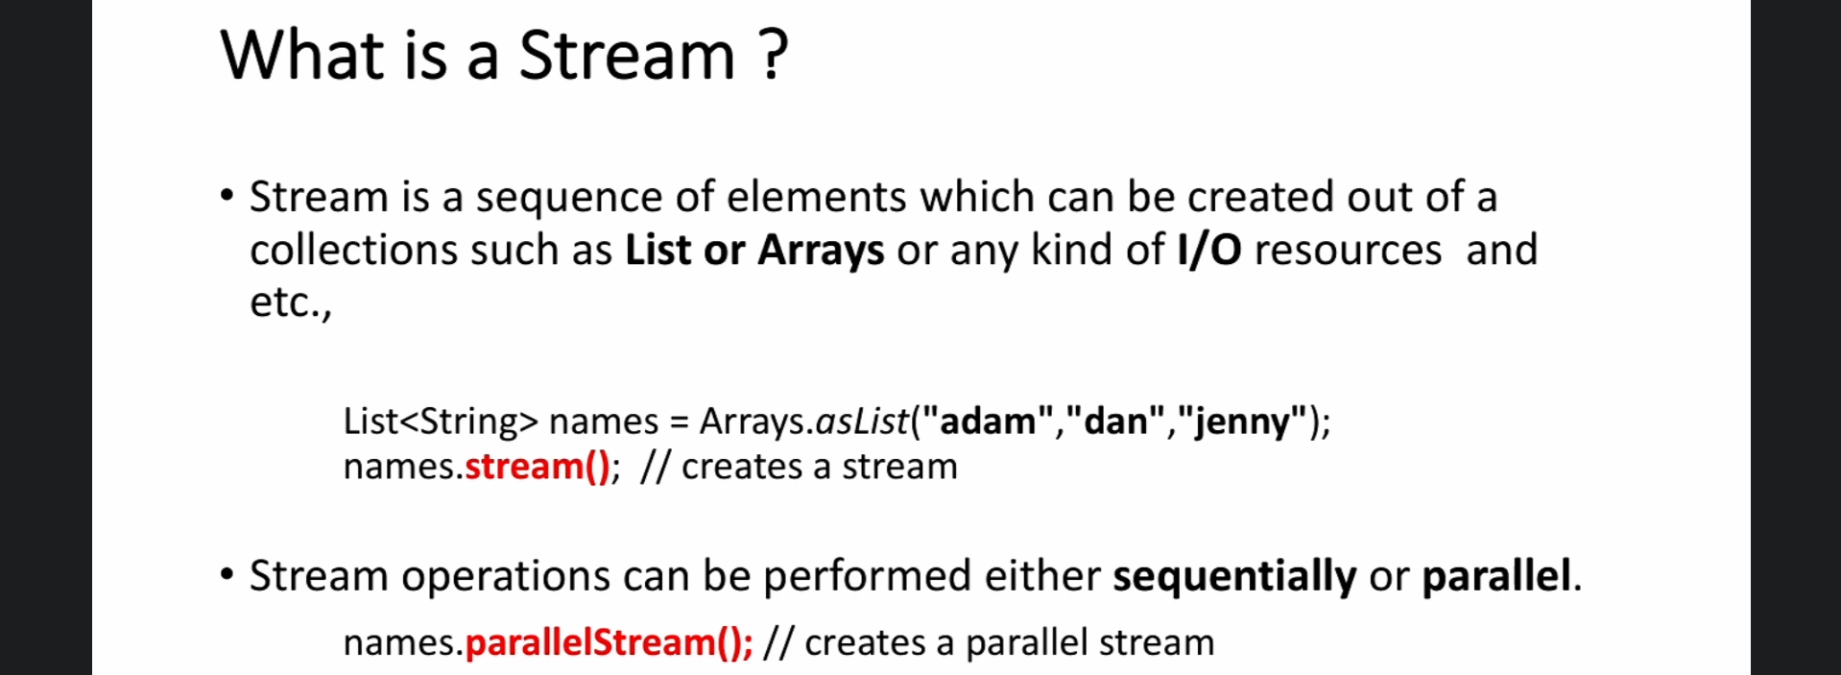 What is a Stream ?
• Stream is a sequence of elements which can be created out of a
collections such as List or Arrays or any kind of I/O resources  and
etc.,
List<String> names = Arrays.asList("adam","dan","jenny");
names.stream();  // creates a stream
• Stream operations can be performed either sequentially or parallel.
names.parallelStream(); // creates a parallel stream